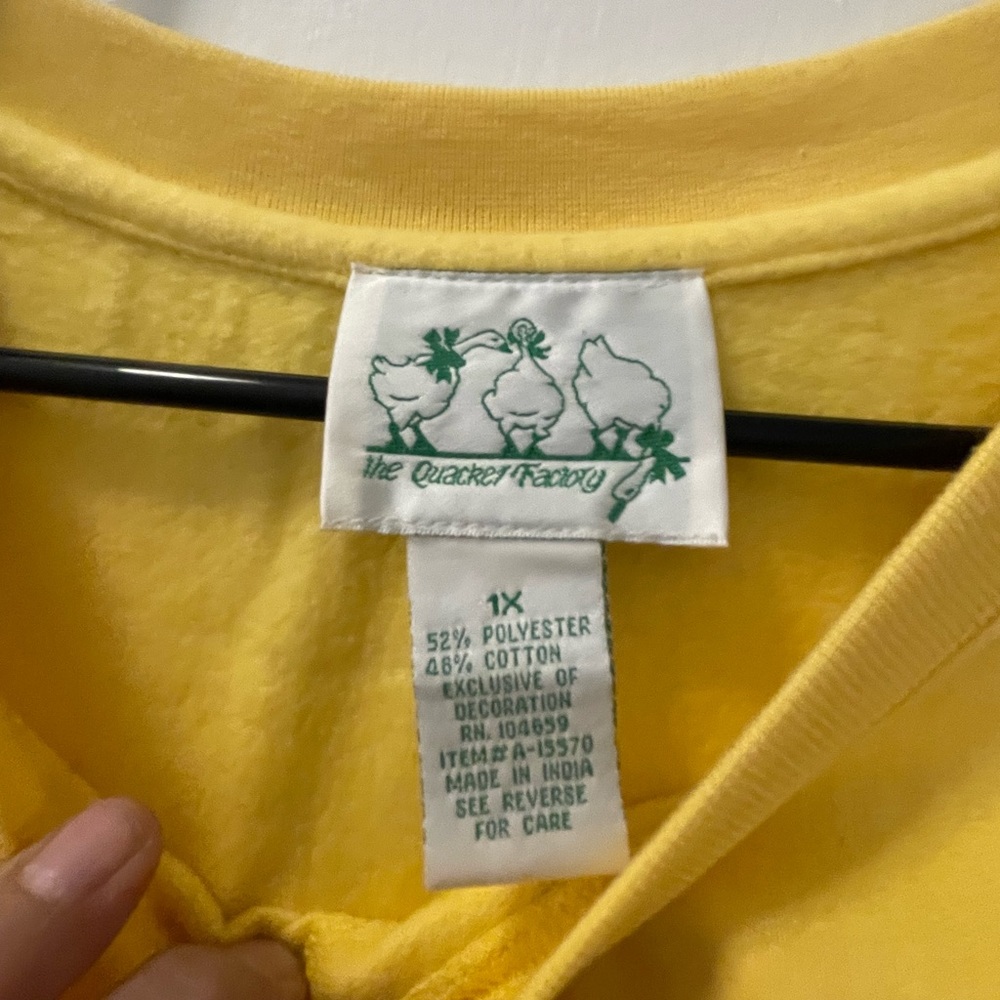 the Quacker Factory
1X
52% POLYESTER
48% COTTON
EXCLUSIVE OF
DECORATION
RN. 104659
ITEM# A-15570
MADE IN INDIA
SEE REVERSE
FOR CARE